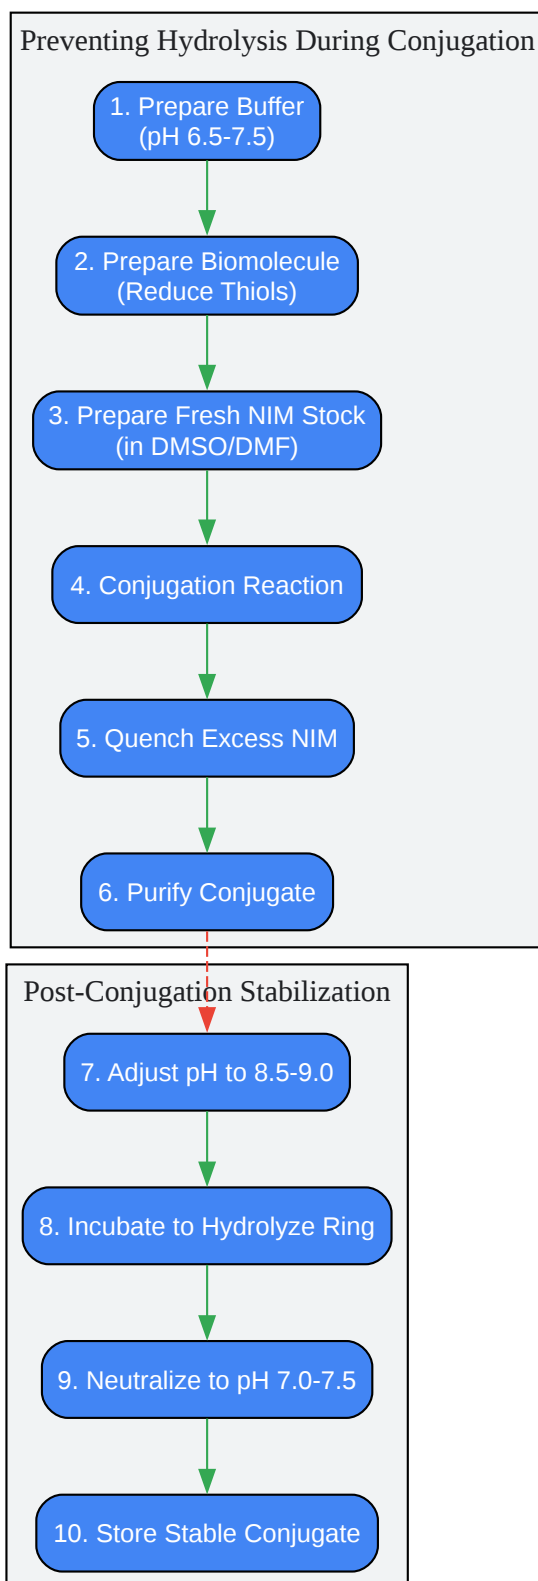 Preventing Hydrolysis During Conjugation
1. Prepare Buffer
(pH 6.5-7.5)
2. Prepare Biomolecule
(Reduce Thiols)
3. Prepare Fresh NIM Stock
(in DMSO/DMF)
4. Conjugation Reaction
5. Quench Excess NIM
6. Purify Conjugate
Post-Conjugation Stabilization
7. Adjust pH to 8.5-9.0
8. Incubate to Hydrolyze Ring
9. Neutralize to pH 7.0-7.5
10. Store Stable Conjugate